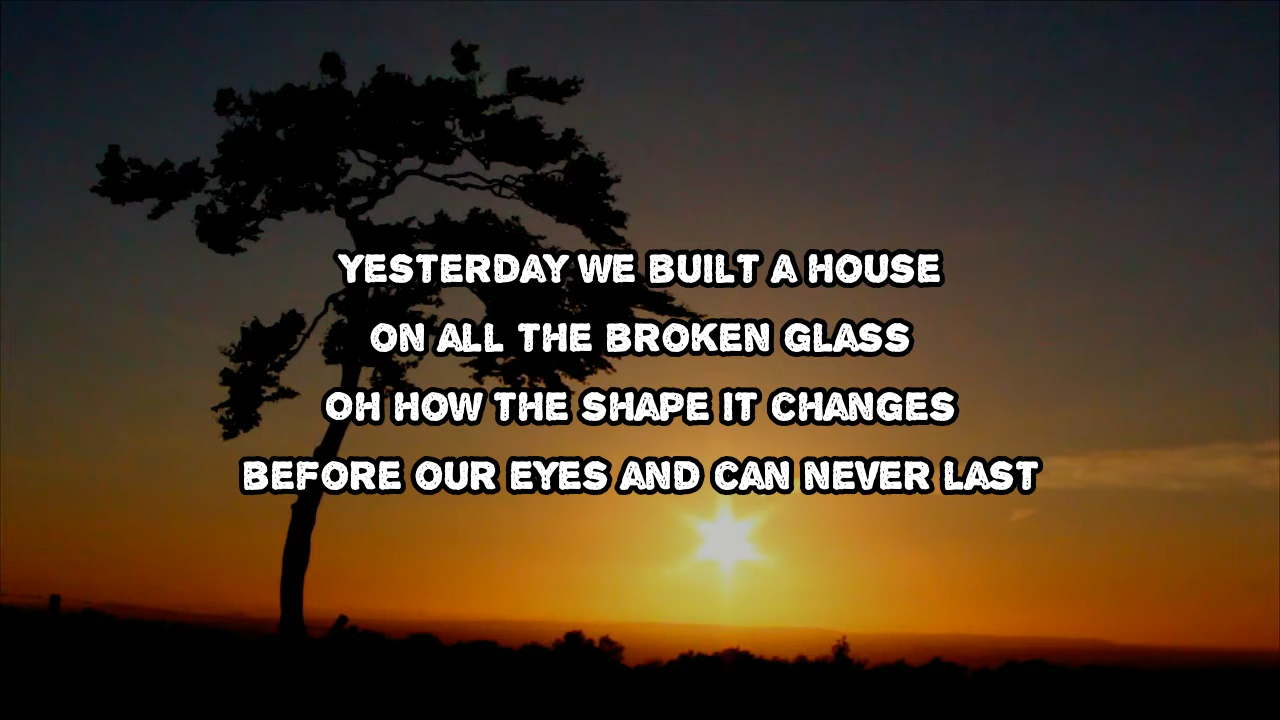 YESTERDAY WE BUILT A HOUSE
ON ALL THE BROKEN GLASS
OH HOW THE SHAPE IT CHANGES
BEFORE OUR EYES AND CAN NEVER LAST